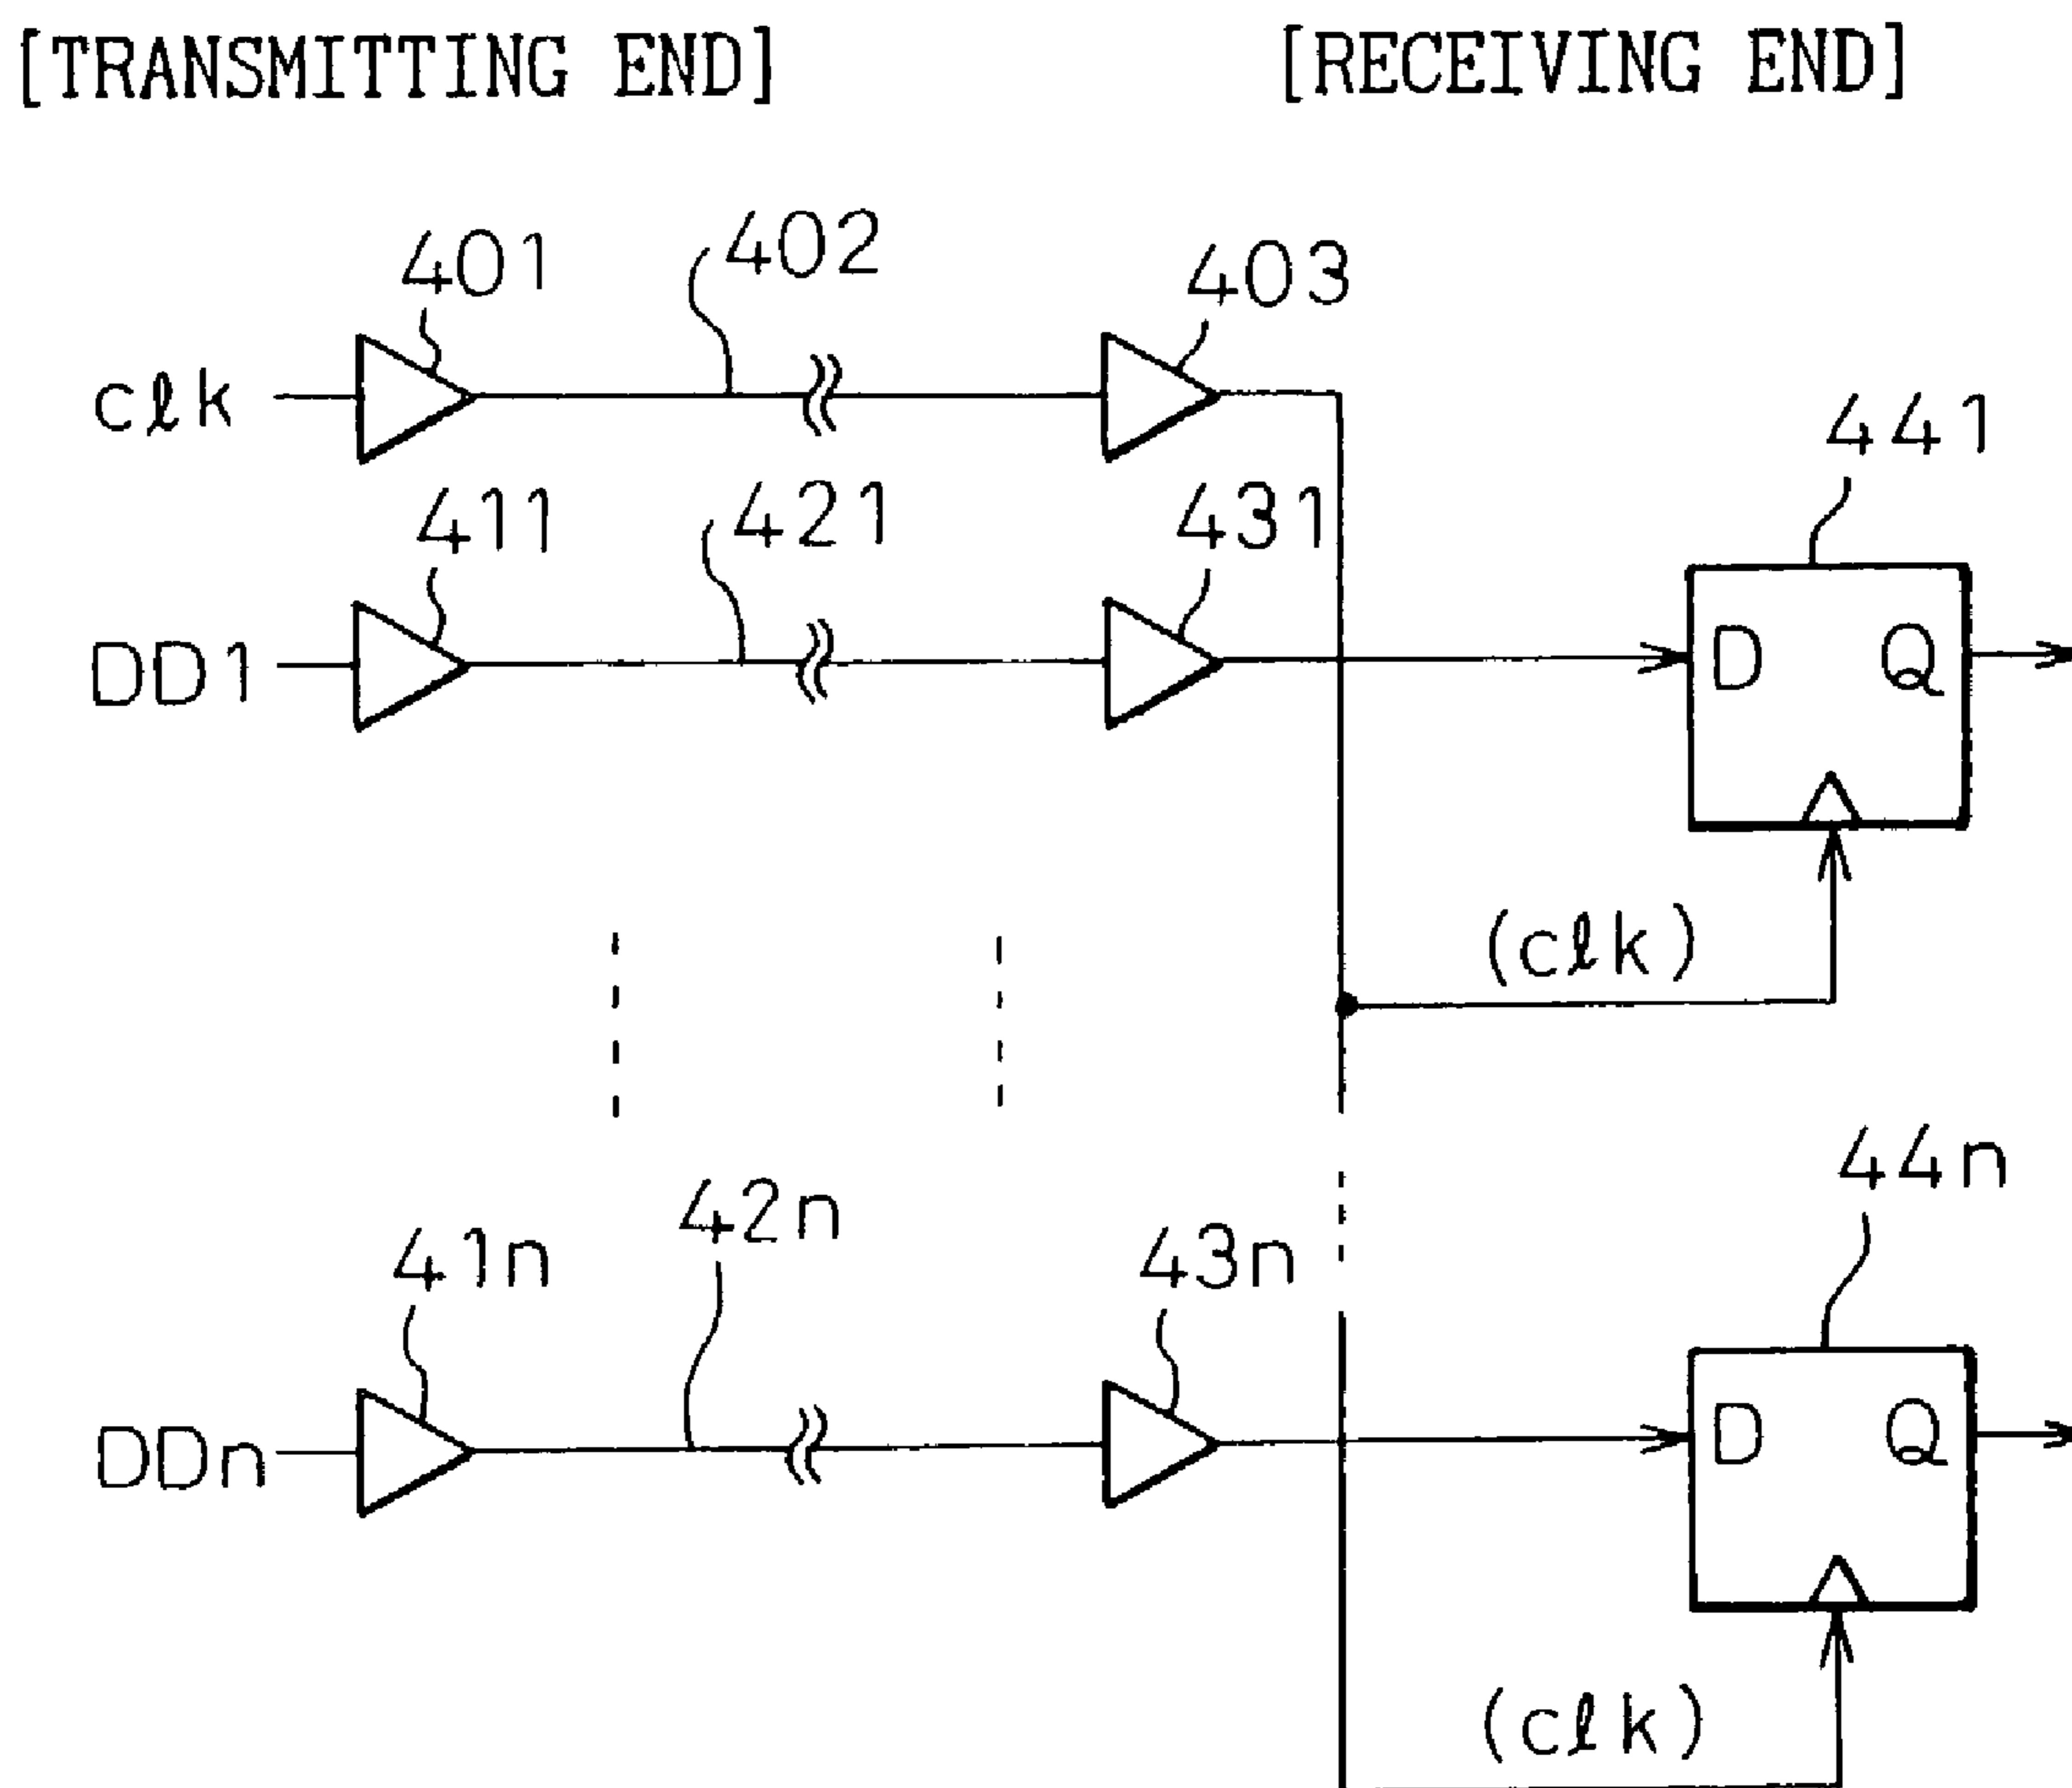 [TRANSMITTING END] [RECEIVING END]
401 402 403
clk
441
411 421 431
DD1
D Q
(clk)
44n
41n 42n 43n
DDn
D Q
(clk)